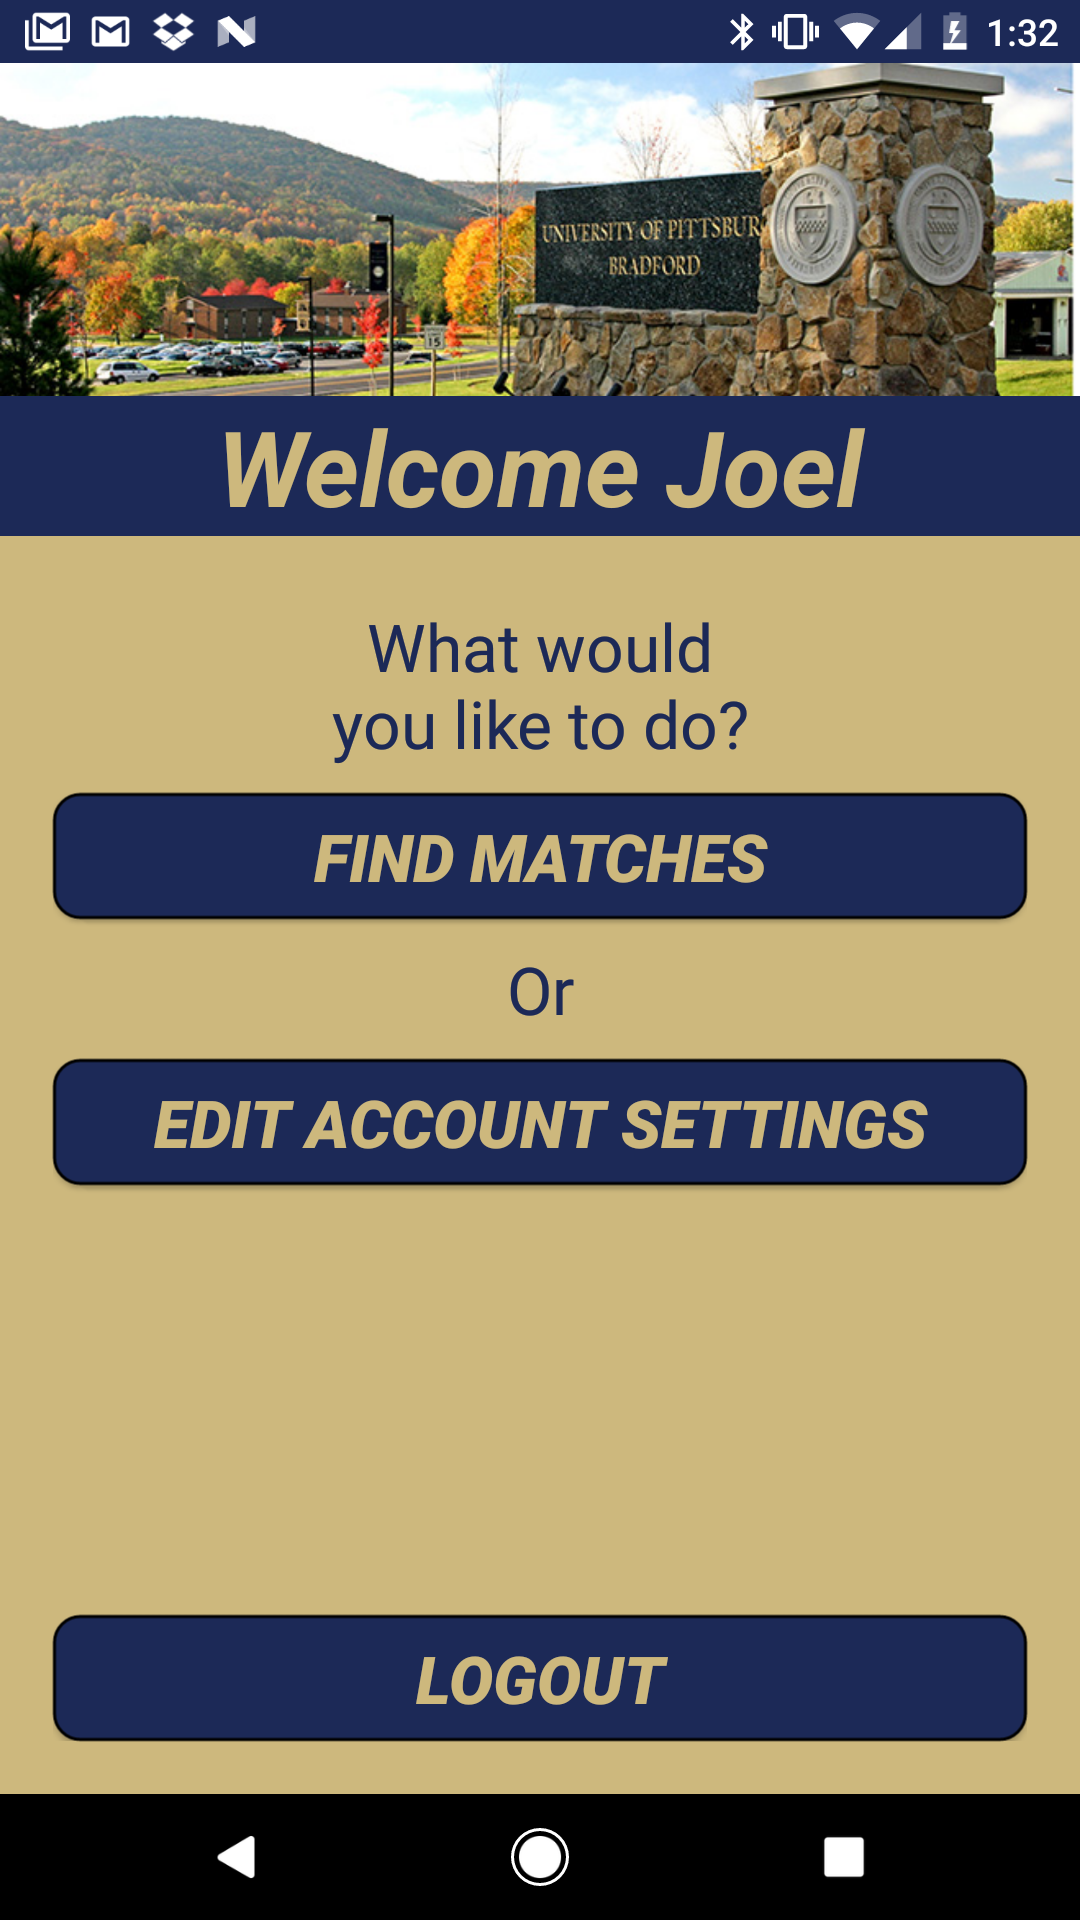 1:32
UNIVERSITY OF PITTSBUR
BRADFORD
15
Welcome Joel
What would
you like to do?
FIND MATCHES
Or
EDIT ACCOUNT SETTINGS
LOGOUT